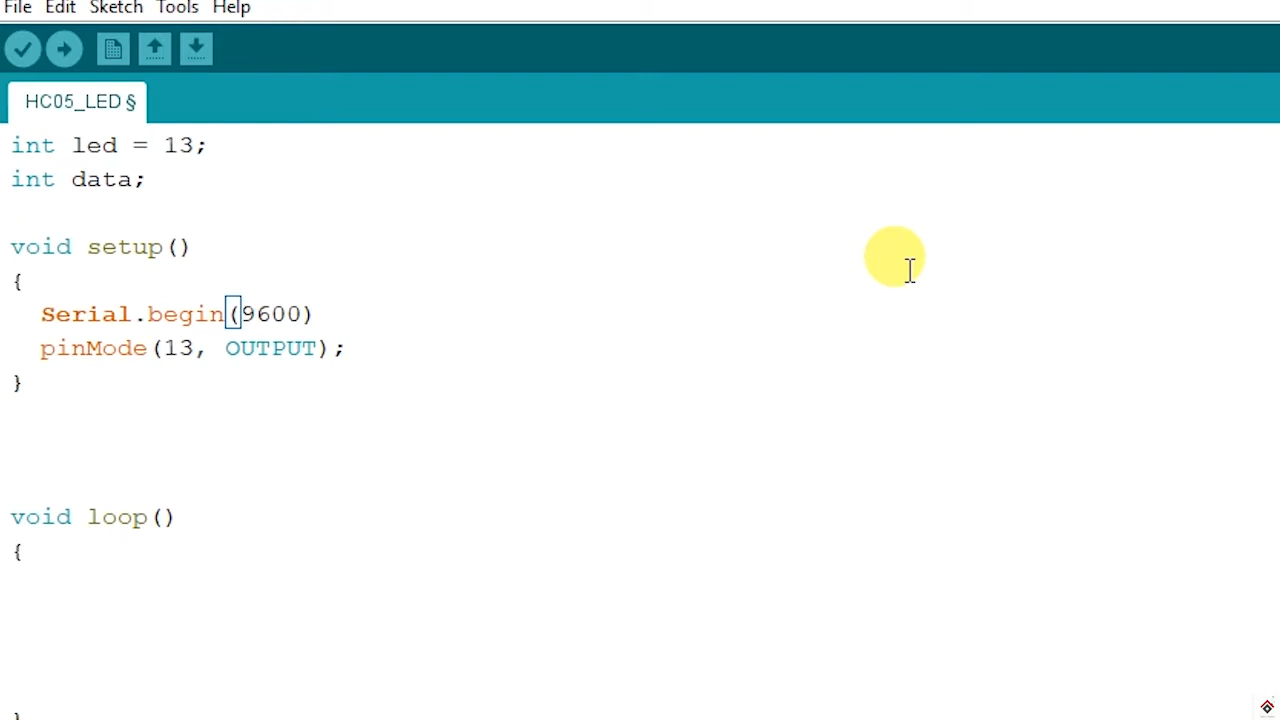 File Edit Sketch Tools Help
HC05_LED §
int led = 13;
int data;
void setup()
{
Serial.begin(9600)
pinMode(13, OUTPUT);
}
void loop()
{
}